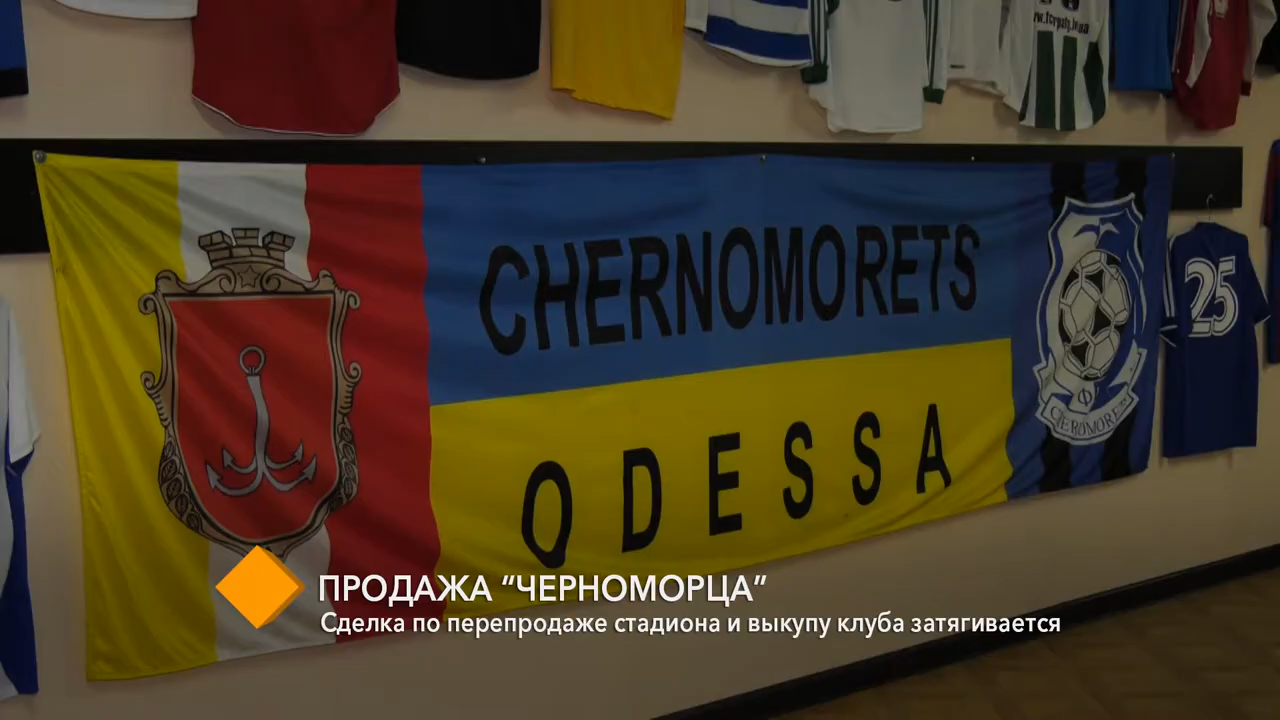 CHERNOMORETS
ODESSA
25
ПРОДАЖА “ЧЕРНОМОРЦА”
Сделка по перепродаже стадиона и выкупу клуба затягивается